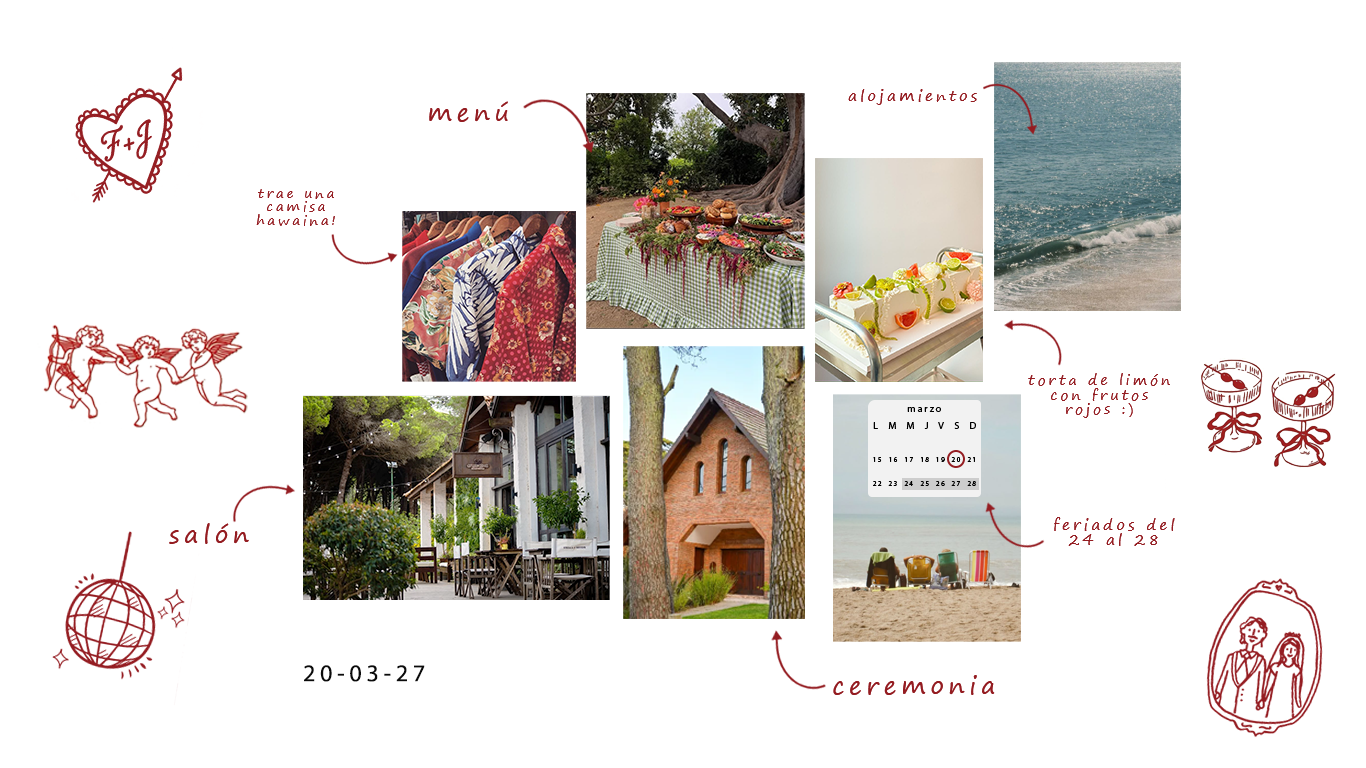 F+J
menú
alojamientos
trae una
camisa
hawaina!
torta de limón
con frutos
rojos :)
marzo
L M M J V S D
15 16 17 18 19 20 21
22 23 24 25 26 27 28
feriados del
24 al 28
salón
20-03-27
ceremonia